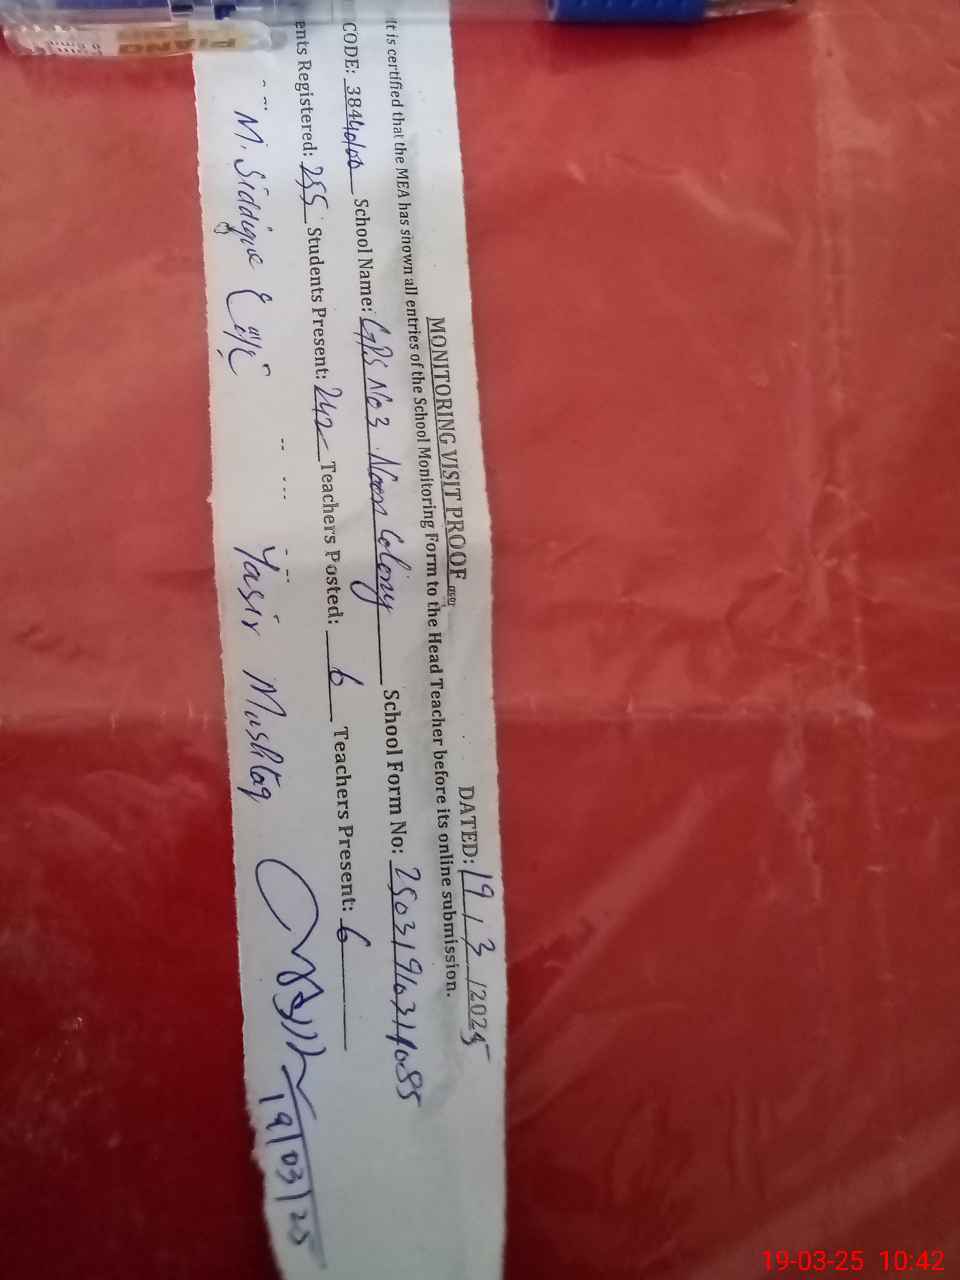 MONITORING VISIT PROOF DATED: 19/3/2025
It is certified that the MEA has shown all entries of the School Monitoring Form to the Head Teacher before its online submission.
CODE: School Name: GPS No 3 Noon Colony School Form No:
ents Registered: 255 Students Present: 242 Teachers Posted: 6 Teachers Present: 6
M. Siddique Yasir Mushtaq
19/03/25
PIANO
19-03-25 10:42